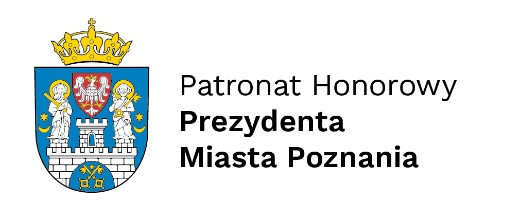 Patronat Honorowy
Prezydenta
Miasta Poznania